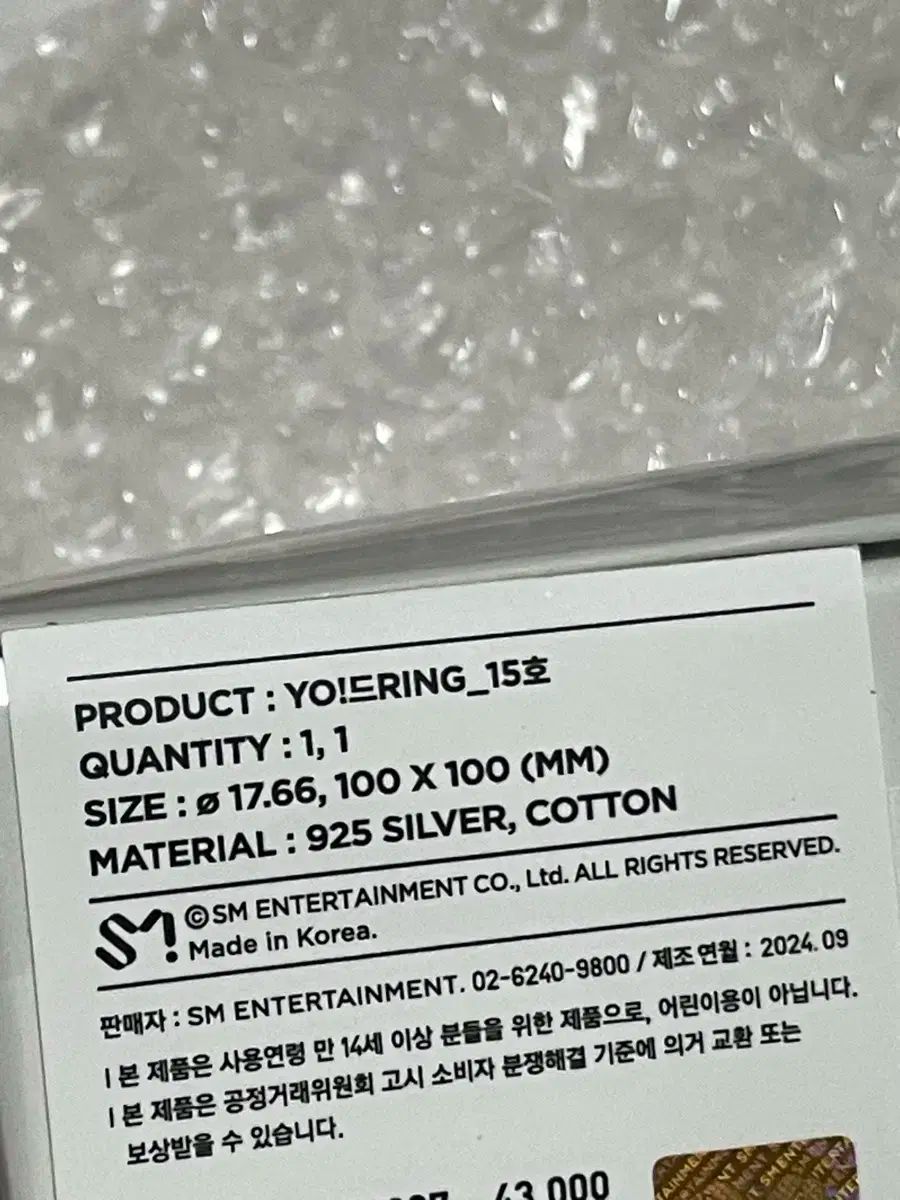 PRODUCT : YO!드RING_15호
QUANTITY : 1, 1
SIZE : ø 17.66, 100 X 100 (MM)
MATERIAL : 925 SILVER, COTTON
SM! ©SM ENTERTAINMENT CO., Ltd. ALL RIGHTS RESERVED.
Made in Korea.
판매자 : SM ENTERTAINMENT. 02-6240-9800 / 제조연월 : 2024. 09
l 본 제품은 사용연령 만 14세 이상 분들을 위한 제품으로, 어린이용이 아닙니다.
l 본 제품은 공정거래위원회 고시 소비자 분쟁해결 기준에 의거 교환 또는
보상받을 수 있습니다.
43,000